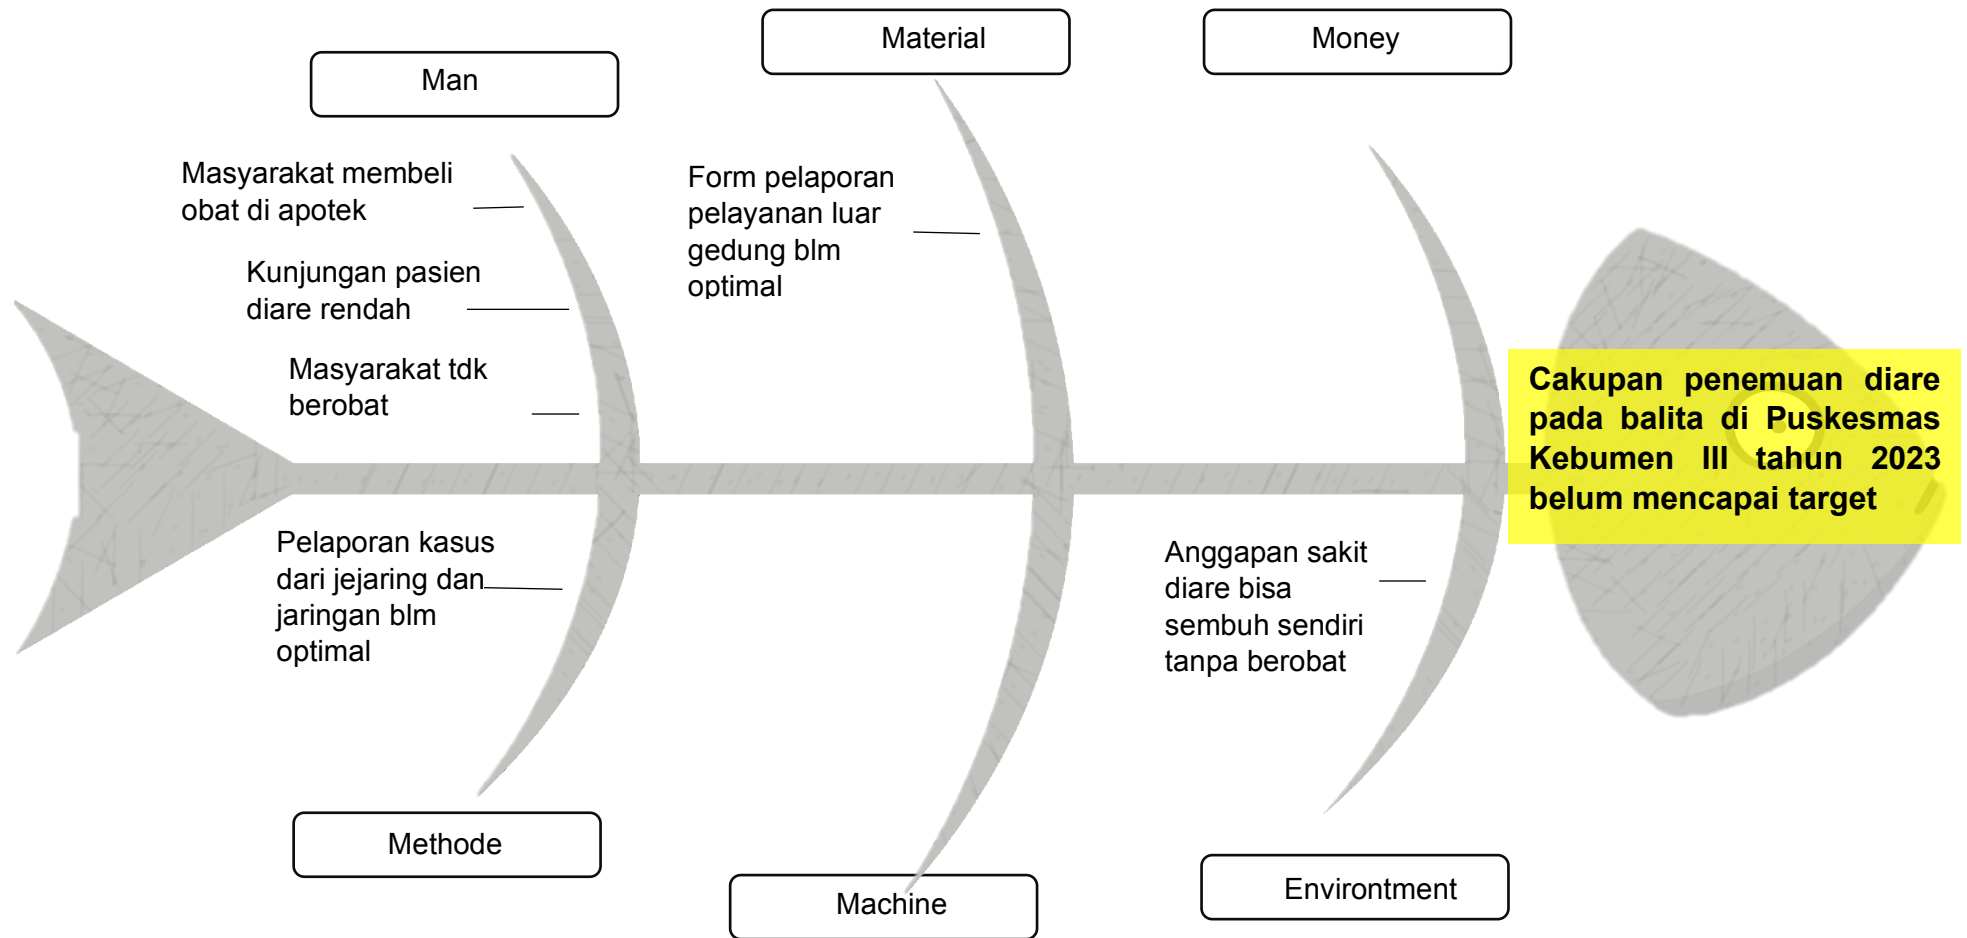 Man
Material
Money
Masyarakat membeli
obat di apotek
Kunjungan pasien
diare rendah
Masyarakat tdk
berobat
Form pelaporan
pelayanan luar
gedung blm
optimal
Cakupan penemuan diare
pada balita di Puskesmas
Kebumen III tahun 2023
belum mencapai target
Pelaporan kasus
dari jejaring dan
jaringan blm
optimal
Anggapan sakit
diare bisa
sembuh sendiri
tanpa berobat
Methode
Machine
Environtment